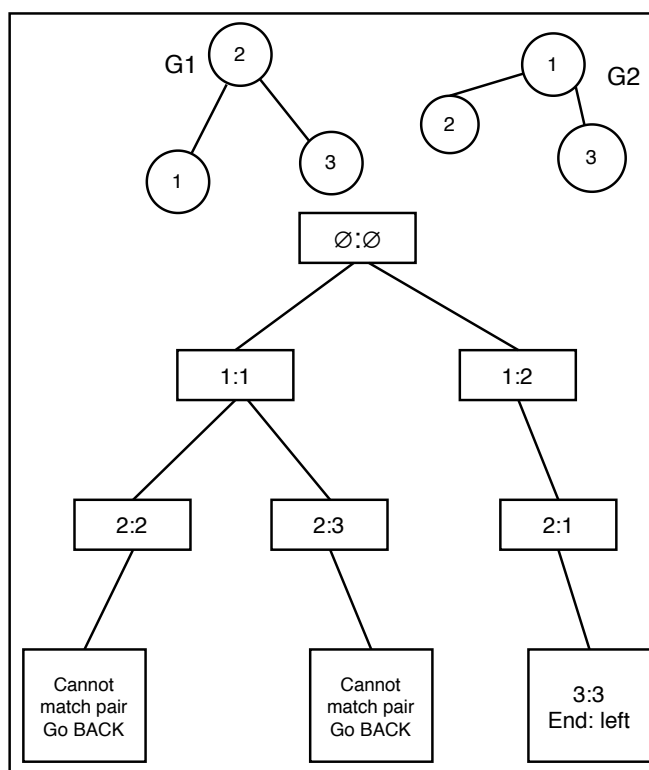 G1
2
1
3
1
G2
2
3
∅:∅
1:1
1:2
2:2
2:3
2:1
Cannot
match pair
Go BACK
Cannot
match pair
Go BACK
3:3
End: left